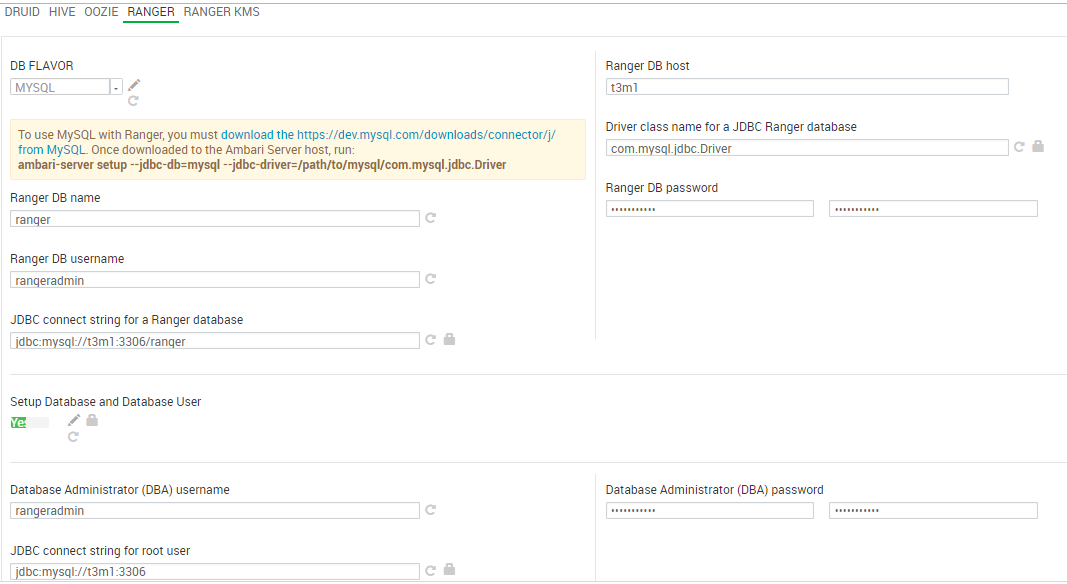 DRUID HIVE OOZIE RANGER RANGER KMS
DB FLAVOR
MYSQL
To use MySQL with Ranger, you must download the https://dev.mysql.com/downloads/connector/j/
from MySQL. Once downloaded to the Ambari Server host, run:
ambari-server setup --jdbc-db=mysql --jdbc-driver=/path/to/mysql/com.mysql.jdbc.Driver
Ranger DB name
ranger
Ranger DB username
rangeradmin
JDBC connect string for a Ranger database
jdbc:mysql://t3m1:3306/ranger
Ranger DB host
t3m1
Driver class name for a JDBC Ranger database
com.mysql.jdbc.Driver
Ranger DB password
•••••••••••  •••••••••••
Setup Database and Database User
Yes
Database Administrator (DBA) username
rangeradmin
JDBC connect string for root user
jdbc:mysql://t3m1:3306
Database Administrator (DBA) password
•••••••••••  •••••••••••